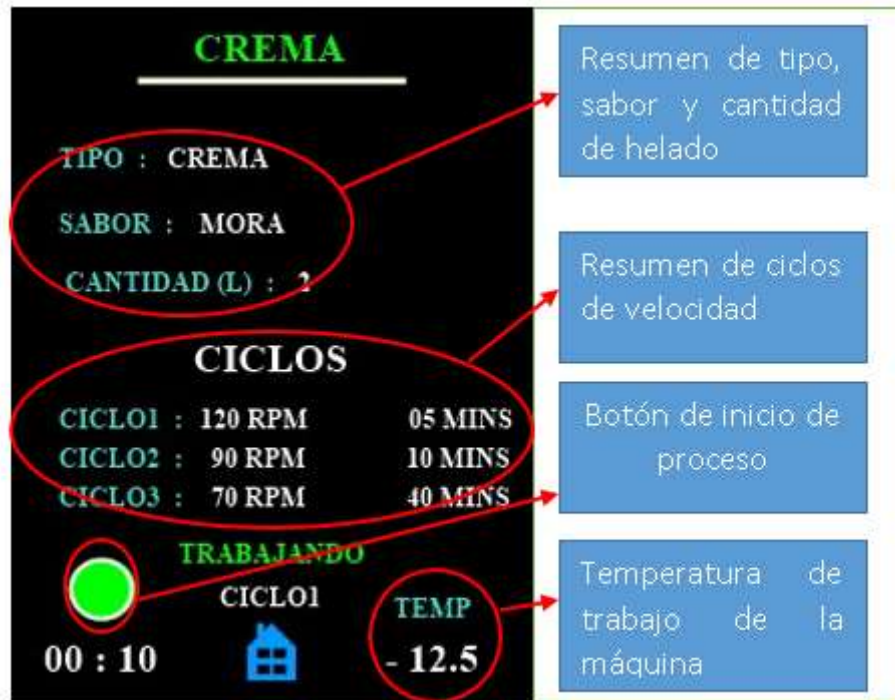 CREMA
TIPO : CREMA
SABOR : MORA
CANTIDAD (L) : 2
CICLOS
CICLO1 : 120 RPM 05 MINS
CICLO2 : 90 RPM 10 MINS
CICLO3 : 70 RPM 40 MINS
TRABAJANDO
CICLO1
TEMP
00 : 10
- 12.5
Resumen de tipo,
sabor y cantidad
de helado
Resumen de ciclos
de velocidad
Botón de inicio de
proceso
Temperatura de
trabajo de la
máquina